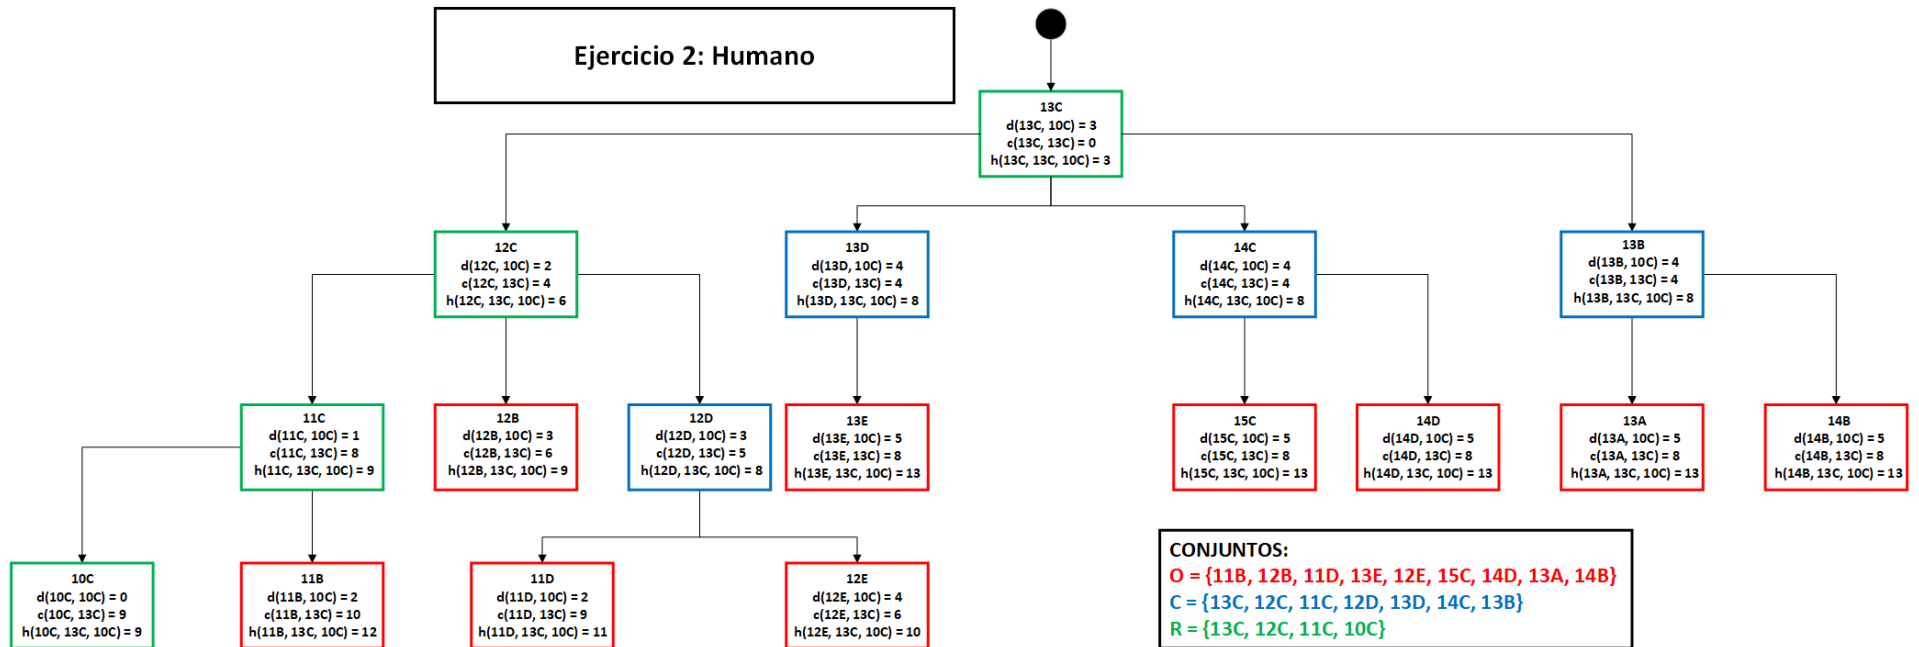 Ejercicio 2: Humano
13C
d(13C, 10C) = 3
c(13C, 13C) = 0
h(13C, 13C, 10C) = 3
12C
d(12C, 10C) = 2
c(12C, 13C) = 4
h(12C, 13C, 10C) = 6
13D
d(13D, 10C) = 4
c(13D, 13C) = 4
h(13D, 13C, 10C) = 8
14C
d(14C, 10C) = 4
c(14C, 13C) = 4
h(14C, 13C, 10C) = 8
13B
d(13B, 10C) = 4
c(13B, 13C) = 4
h(13B, 13C, 10C) = 8
11C
d(11C, 10C) = 1
c(11C, 13C) = 8
h(11C, 13C, 10C) = 9
12B
d(12B, 10C) = 3
c(12B, 13C) = 6
h(12B, 13C, 10C) = 9
12D
d(12D, 10C) = 3
c(12D, 13C) = 5
h(12D, 13C, 10C) = 8
13E
d(13E, 10C) = 5
c(13E, 13C) = 8
h(13E, 13C, 10C) = 13
15C
d(15C, 10C) = 5
c(15C, 13C) = 8
h(15C, 13C, 10C) = 13
14D
d(14D, 10C) = 5
c(14D, 13C) = 8
h(14D, 13C, 10C) = 13
13A
d(13A, 10C) = 5
c(13A, 13C) = 8
h(13A, 13C, 10C) = 13
14B
d(14B, 10C) = 5
c(14B, 13C) = 8
h(14B, 13C, 10C) = 13
10C
d(10C, 10C) = 0
c(10C, 13C) = 9
h(10C, 13C, 10C) = 9
11B
d(11B, 10C) = 2
c(11B, 13C) = 10
h(11B, 13C, 10C) = 12
11D
d(11D, 10C) = 2
c(11D, 13C) = 9
h(11D, 13C, 10C) = 11
12E
d(12E, 10C) = 4
c(12E, 13C) = 6
h(12E, 13C, 10C) = 10
CONJUNTOS:
O = {11B, 12B, 11D, 13E, 12E, 15C, 14D, 13A, 14B}
C = {13C, 12C, 11C, 12D, 13D, 14C, 13B}
R = {13C, 12C, 11C, 10C}